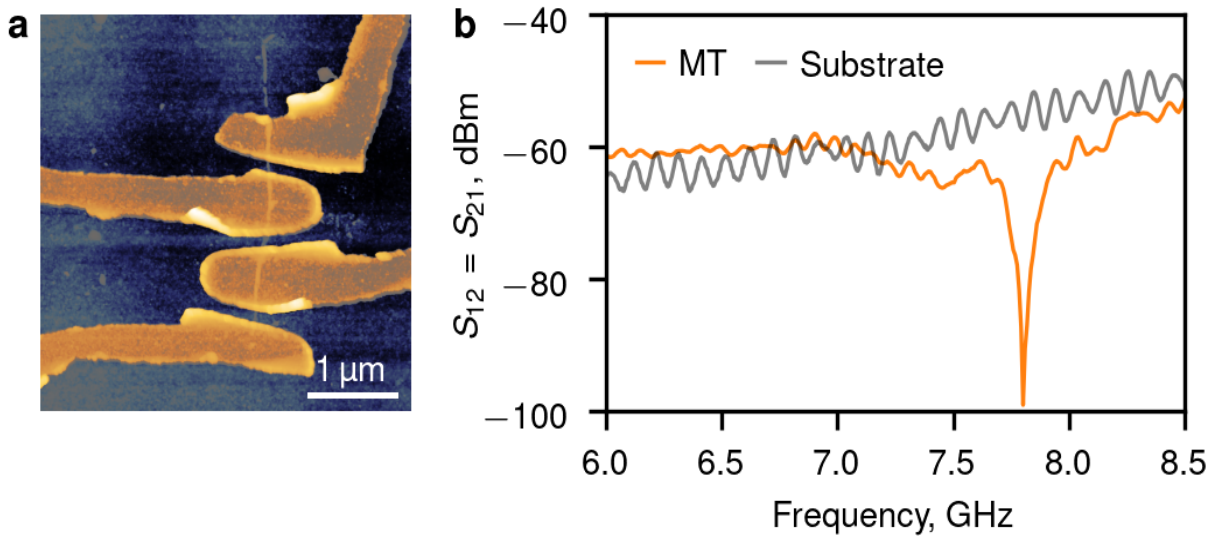 a
1 µm
b
MT
Substrate
S12 = S21, dBm
−40
−60
−80
−100
6.0 6.5 7.0 7.5 8.0 8.5
Frequency, GHz